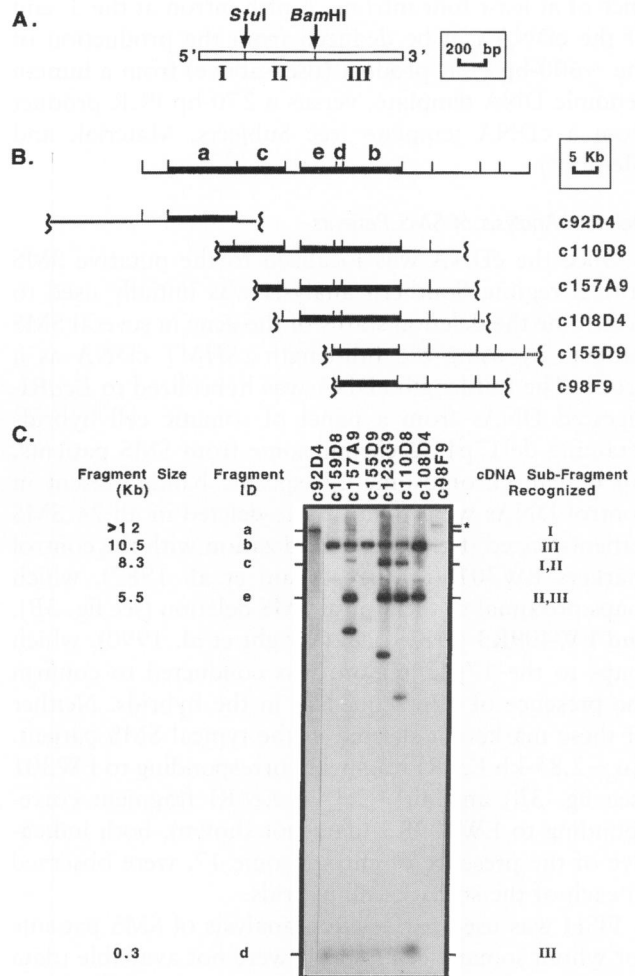 A.
StuI BamHI
5' 3'
I II III
200 bp
B.
a c e d b
5 Kb
c92D4
c110D8
c157A9
c108D4
c155D9
c98F9
C.
c92D4 c159D8 c157A9 c155D9 c123G9 c110D8 c108D4 c98F9
Fragment Size (Kb) Fragment ID cDNA Sub-Fragment Recognized
>12 a * I
10.5 b III
8.3 c I,II
5.5 e II,III
0.3 d III